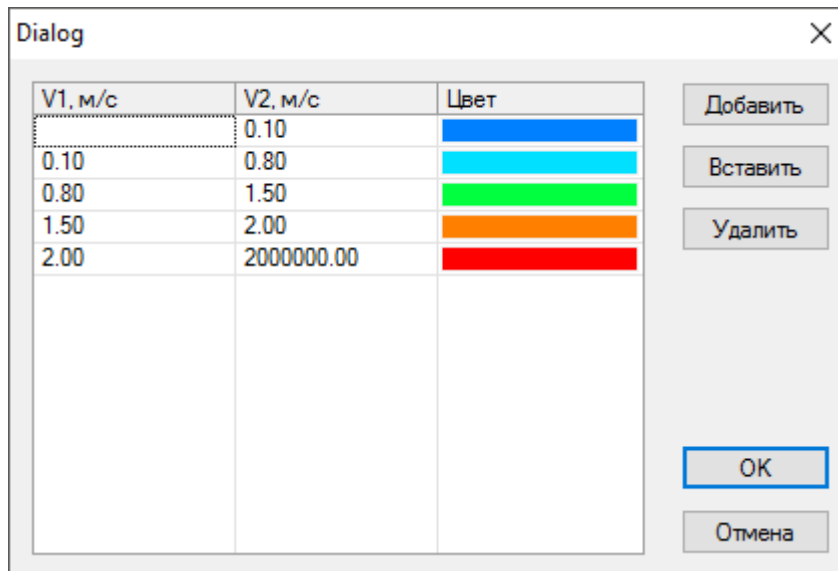 Dialog
V1, м/с V2, м/с Цвет
0.10
0.10 0.80
0.80 1.50
1.50 2.00
2.00 2000000.00
Добавить
Вставить
Удалить
OK
Отмена